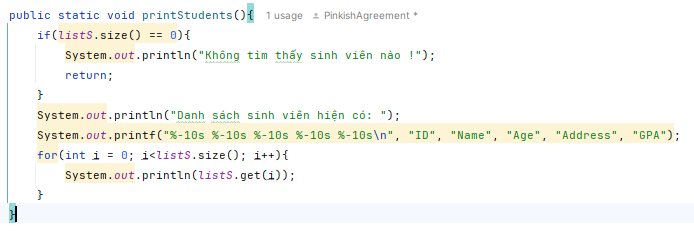 public static void printStudents(){ 1 usage PinkishAgreement *
if(listS.size() == 0){
System.out.println("Không tìm thấy sinh viên nào !");
return;
}
System.out.println("Danh sách sinh viên hiện có: ");
System.out.printf("%-10s %-10s %-10s %-10s %-10s\n", "ID", "Name", "Age", "Address", "GPA");
for(int i = 0; i<listS.size(); i++){
System.out.println(listS.get(i));
}
}